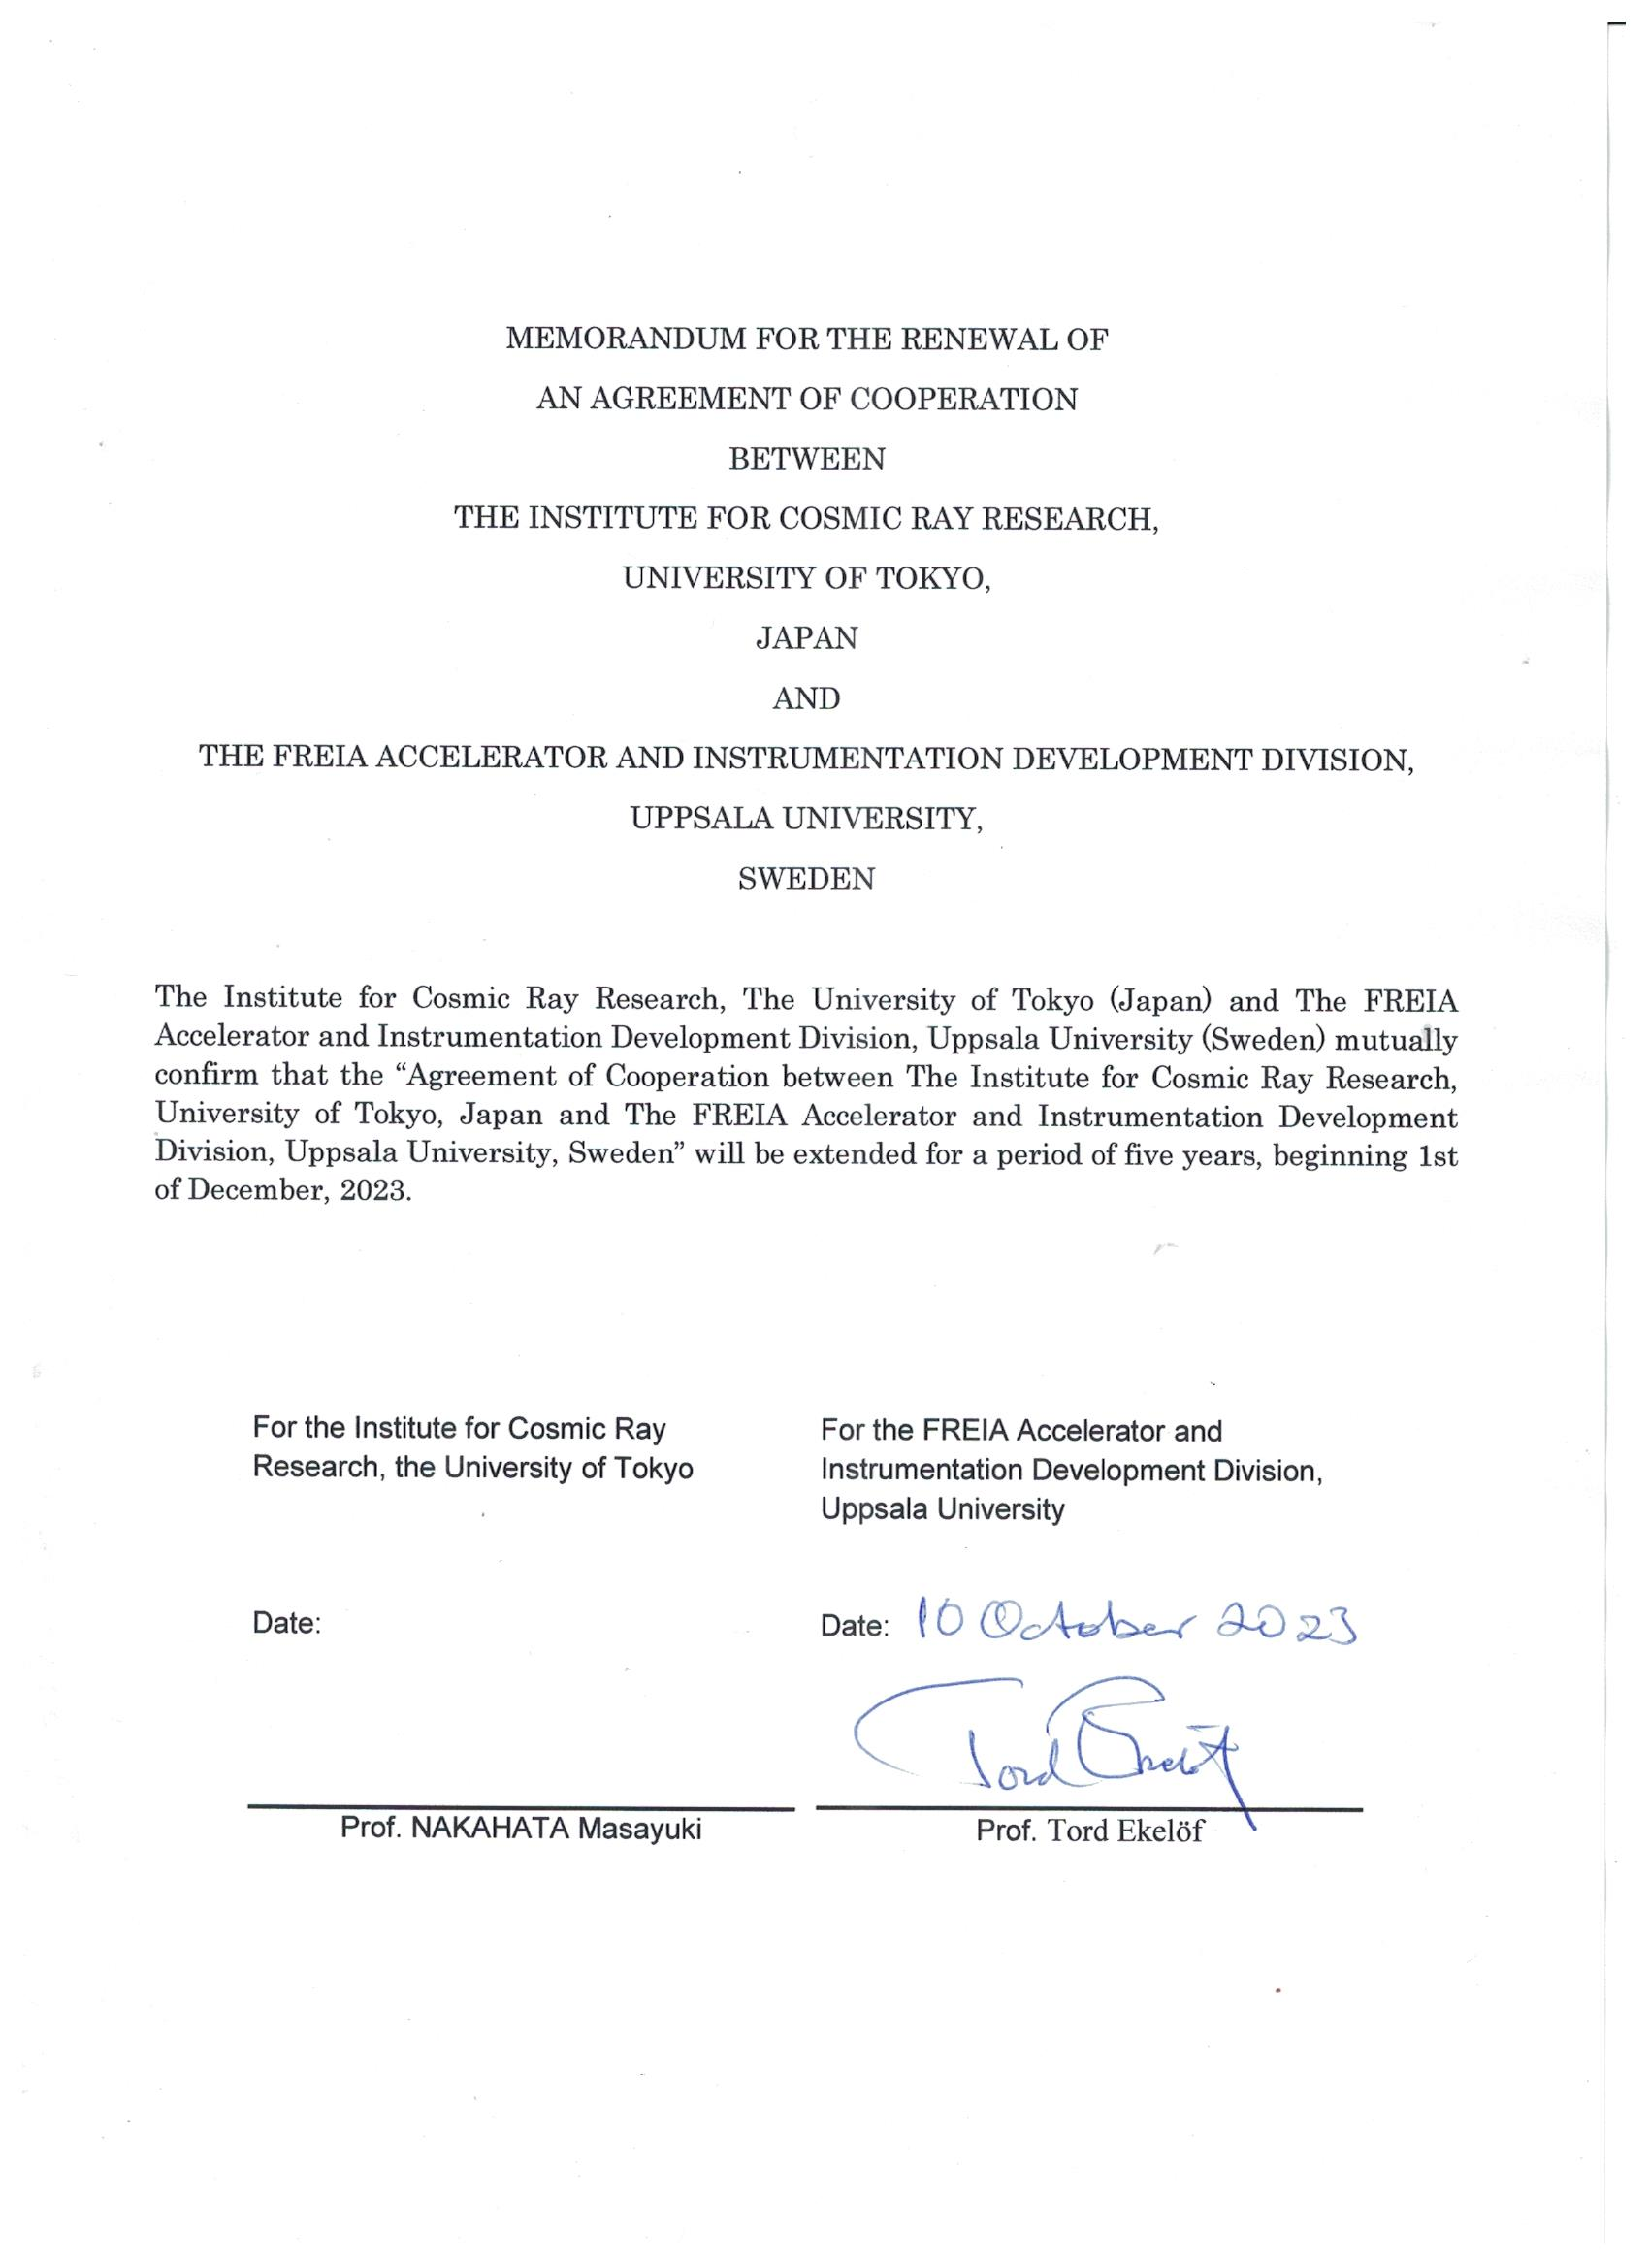 MEMORANDUM FOR THE RENEWAL OF
AN AGREEMENT OF COOPERATION
BETWEEN
THE INSTITUTE FOR COSMIC RAY RESEARCH,
UNIVERSITY OF TOKYO,
JAPAN
AND
THE FREIA ACCELERATOR AND INSTRUMENTATION DEVELOPMENT DIVISION,
UPPSALA UNIVERSITY,
SWEDEN
The Institute for Cosmic Ray Research, The University of Tokyo (Japan) and The FREIA
Accelerator and Instrumentation Development Division, Uppsala University (Sweden) mutually
confirm that the “Agreement of Cooperation between The Institute for Cosmic Ray Research,
University of Tokyo, Japan and The FREIA Accelerator and Instrumentation Development
Division, Uppsala University, Sweden” will be extended for a period of five years, beginning 1st
of December, 2023.
For the Institute for Cosmic Ray
Research, the University of Tokyo
Date:
Prof. NAKAHATA Masayuki
For the FREIA Accelerator and
Instrumentation Development Division,
Uppsala University
Date: 10 October 2023
Tord Ekelöf
Prof. Tord Ekelöf